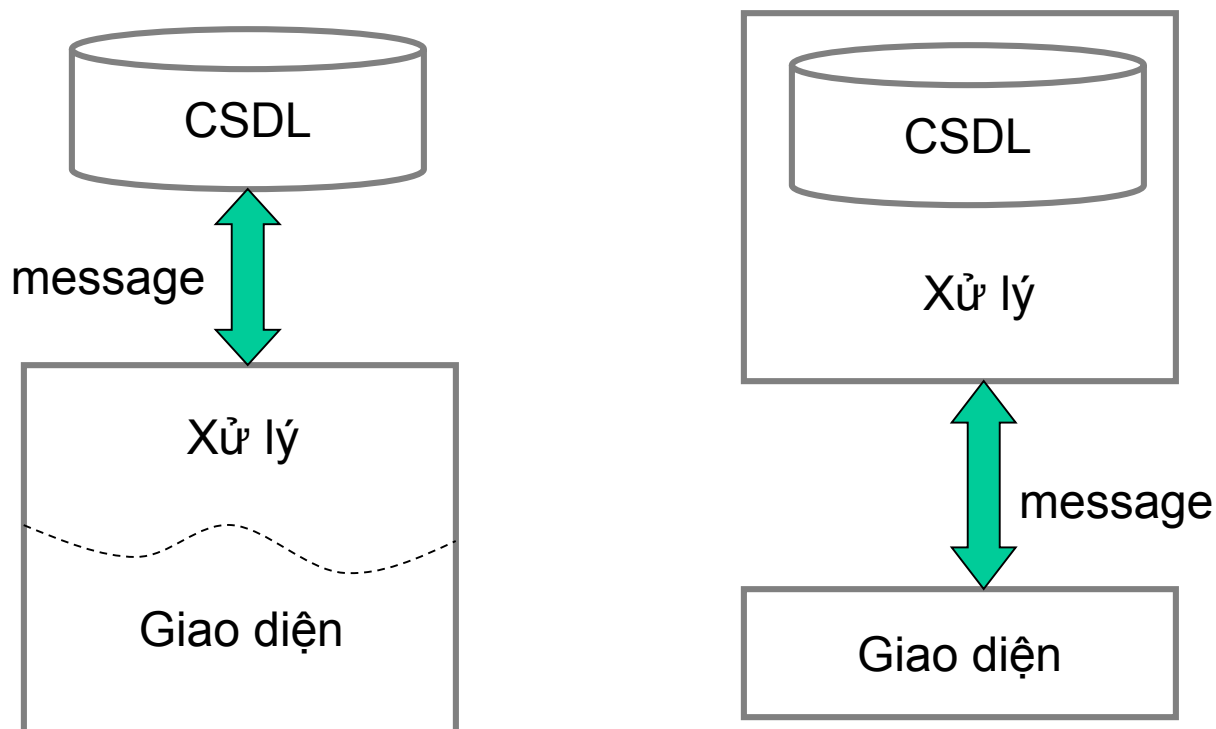 CSDL
message
Xử lý
Giao diện
CSDL
Xử lý
message
Giao diện